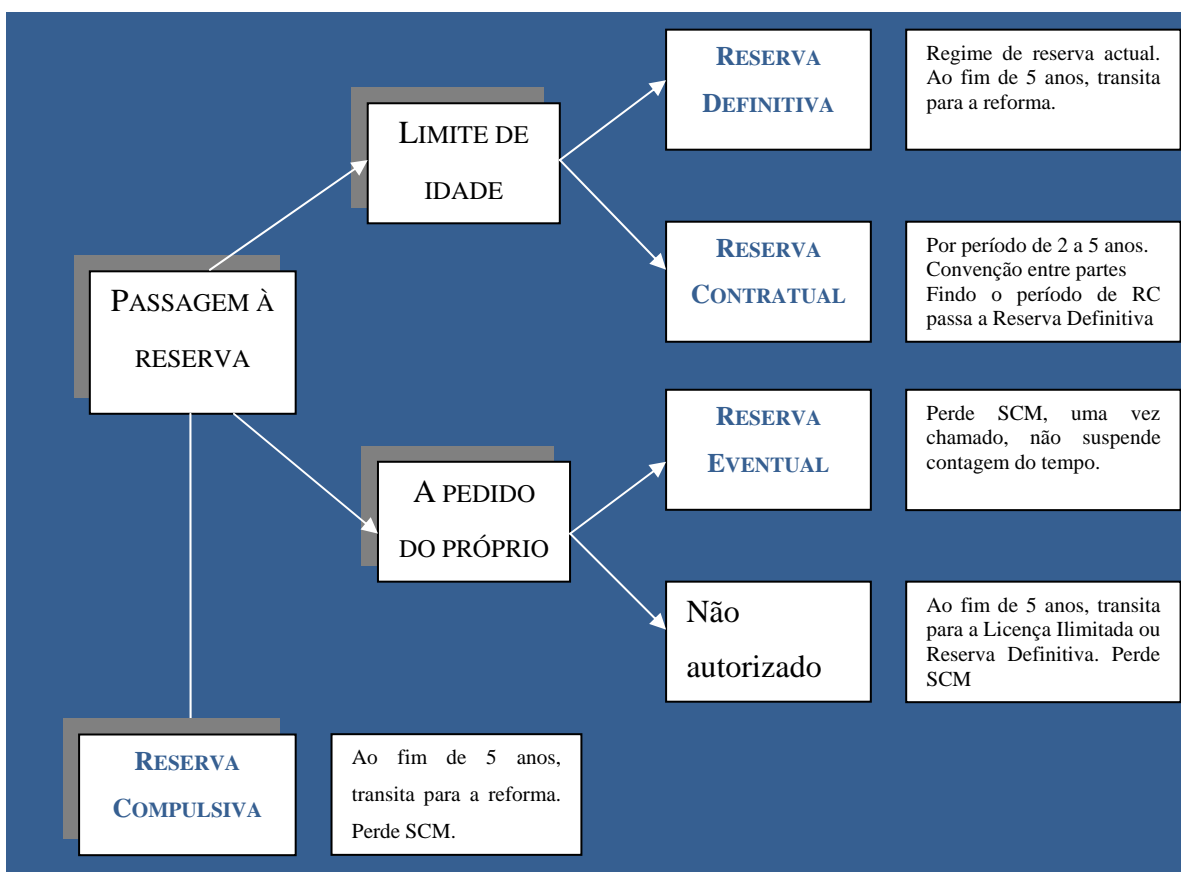 RESERVA
DEFINITIVA
Regime de reserva actual.
Ao fim de 5 anos, transita
para a reforma.
LIMITE DE
IDADE
RESERVA
CONTRATUAL
Por período de 2 a 5 anos.
Convenção entre partes
Findo o período de RC
passa a Reserva Definitiva
PASSAGEM À
RESERVA
RESERVA
EVENTUAL
Perde SCM, uma vez
chamado, não suspende
contagem do tempo.
A PEDIDO
DO PRÓPRIO
Não
autorizado
Ao fim de 5 anos, transita
para a Licença Ilimitada ou
Reserva Definitiva. Perde
SCM
RESERVA
COMPULSIVA
Ao fim de 5 anos,
transita para a reforma.
Perde SCM.